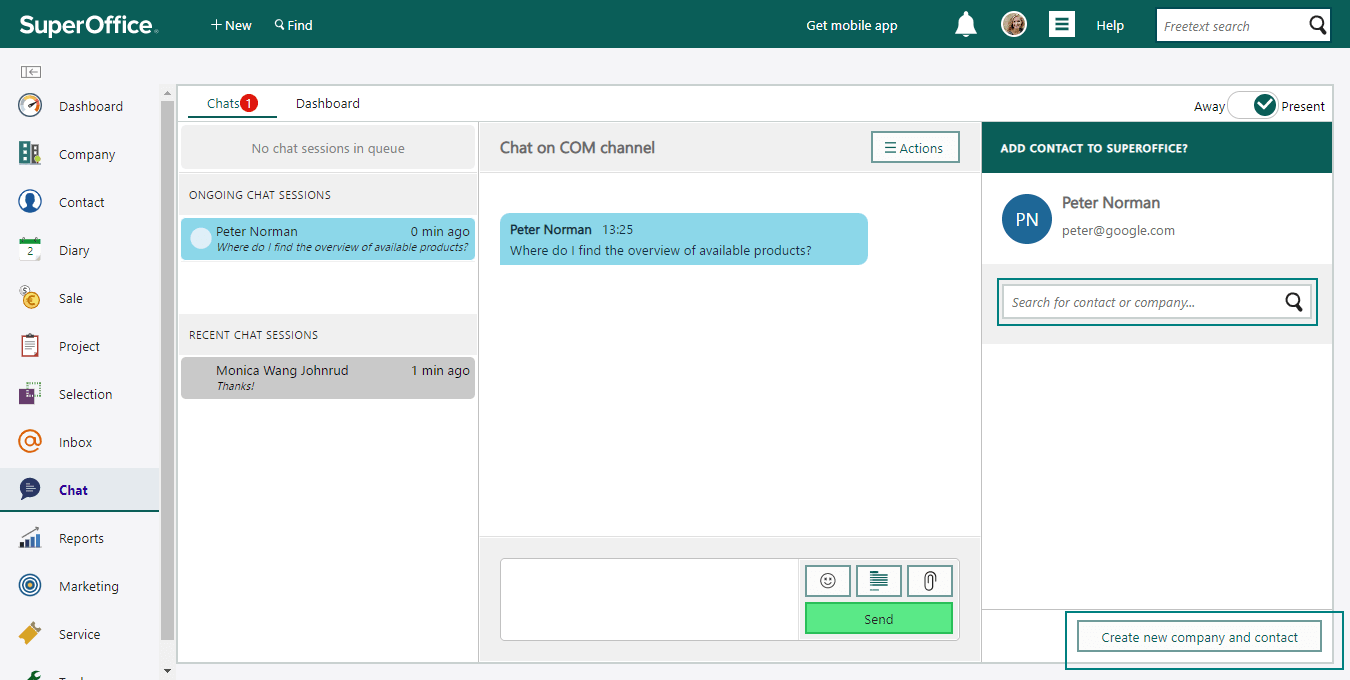 SuperOffice
New
Find
Get mobile app
Help
Freetext search
Dashboard
Company
Contact
2
Diary
Sale
Project
Selection
Inbox
Chat
Reports
Marketing
Service
Chats 1
Dashboard
Away
Present
No chat sessions in queue
ONGOING CHAT SESSIONS
Peter Norman 0 min ago
Where do I find the overview of available products?
RECENT CHAT SESSIONS
Monica Wang Johnrud 1 min ago
Thanks!
Chat on COM channel
Actions
Peter Norman 13:25
Where do I find the overview of available products?
Send
ADD CONTACT TO SUPEROFFICE?
PN
Peter Norman
peter@google.com
Search for contact or company...
Create new company and contact